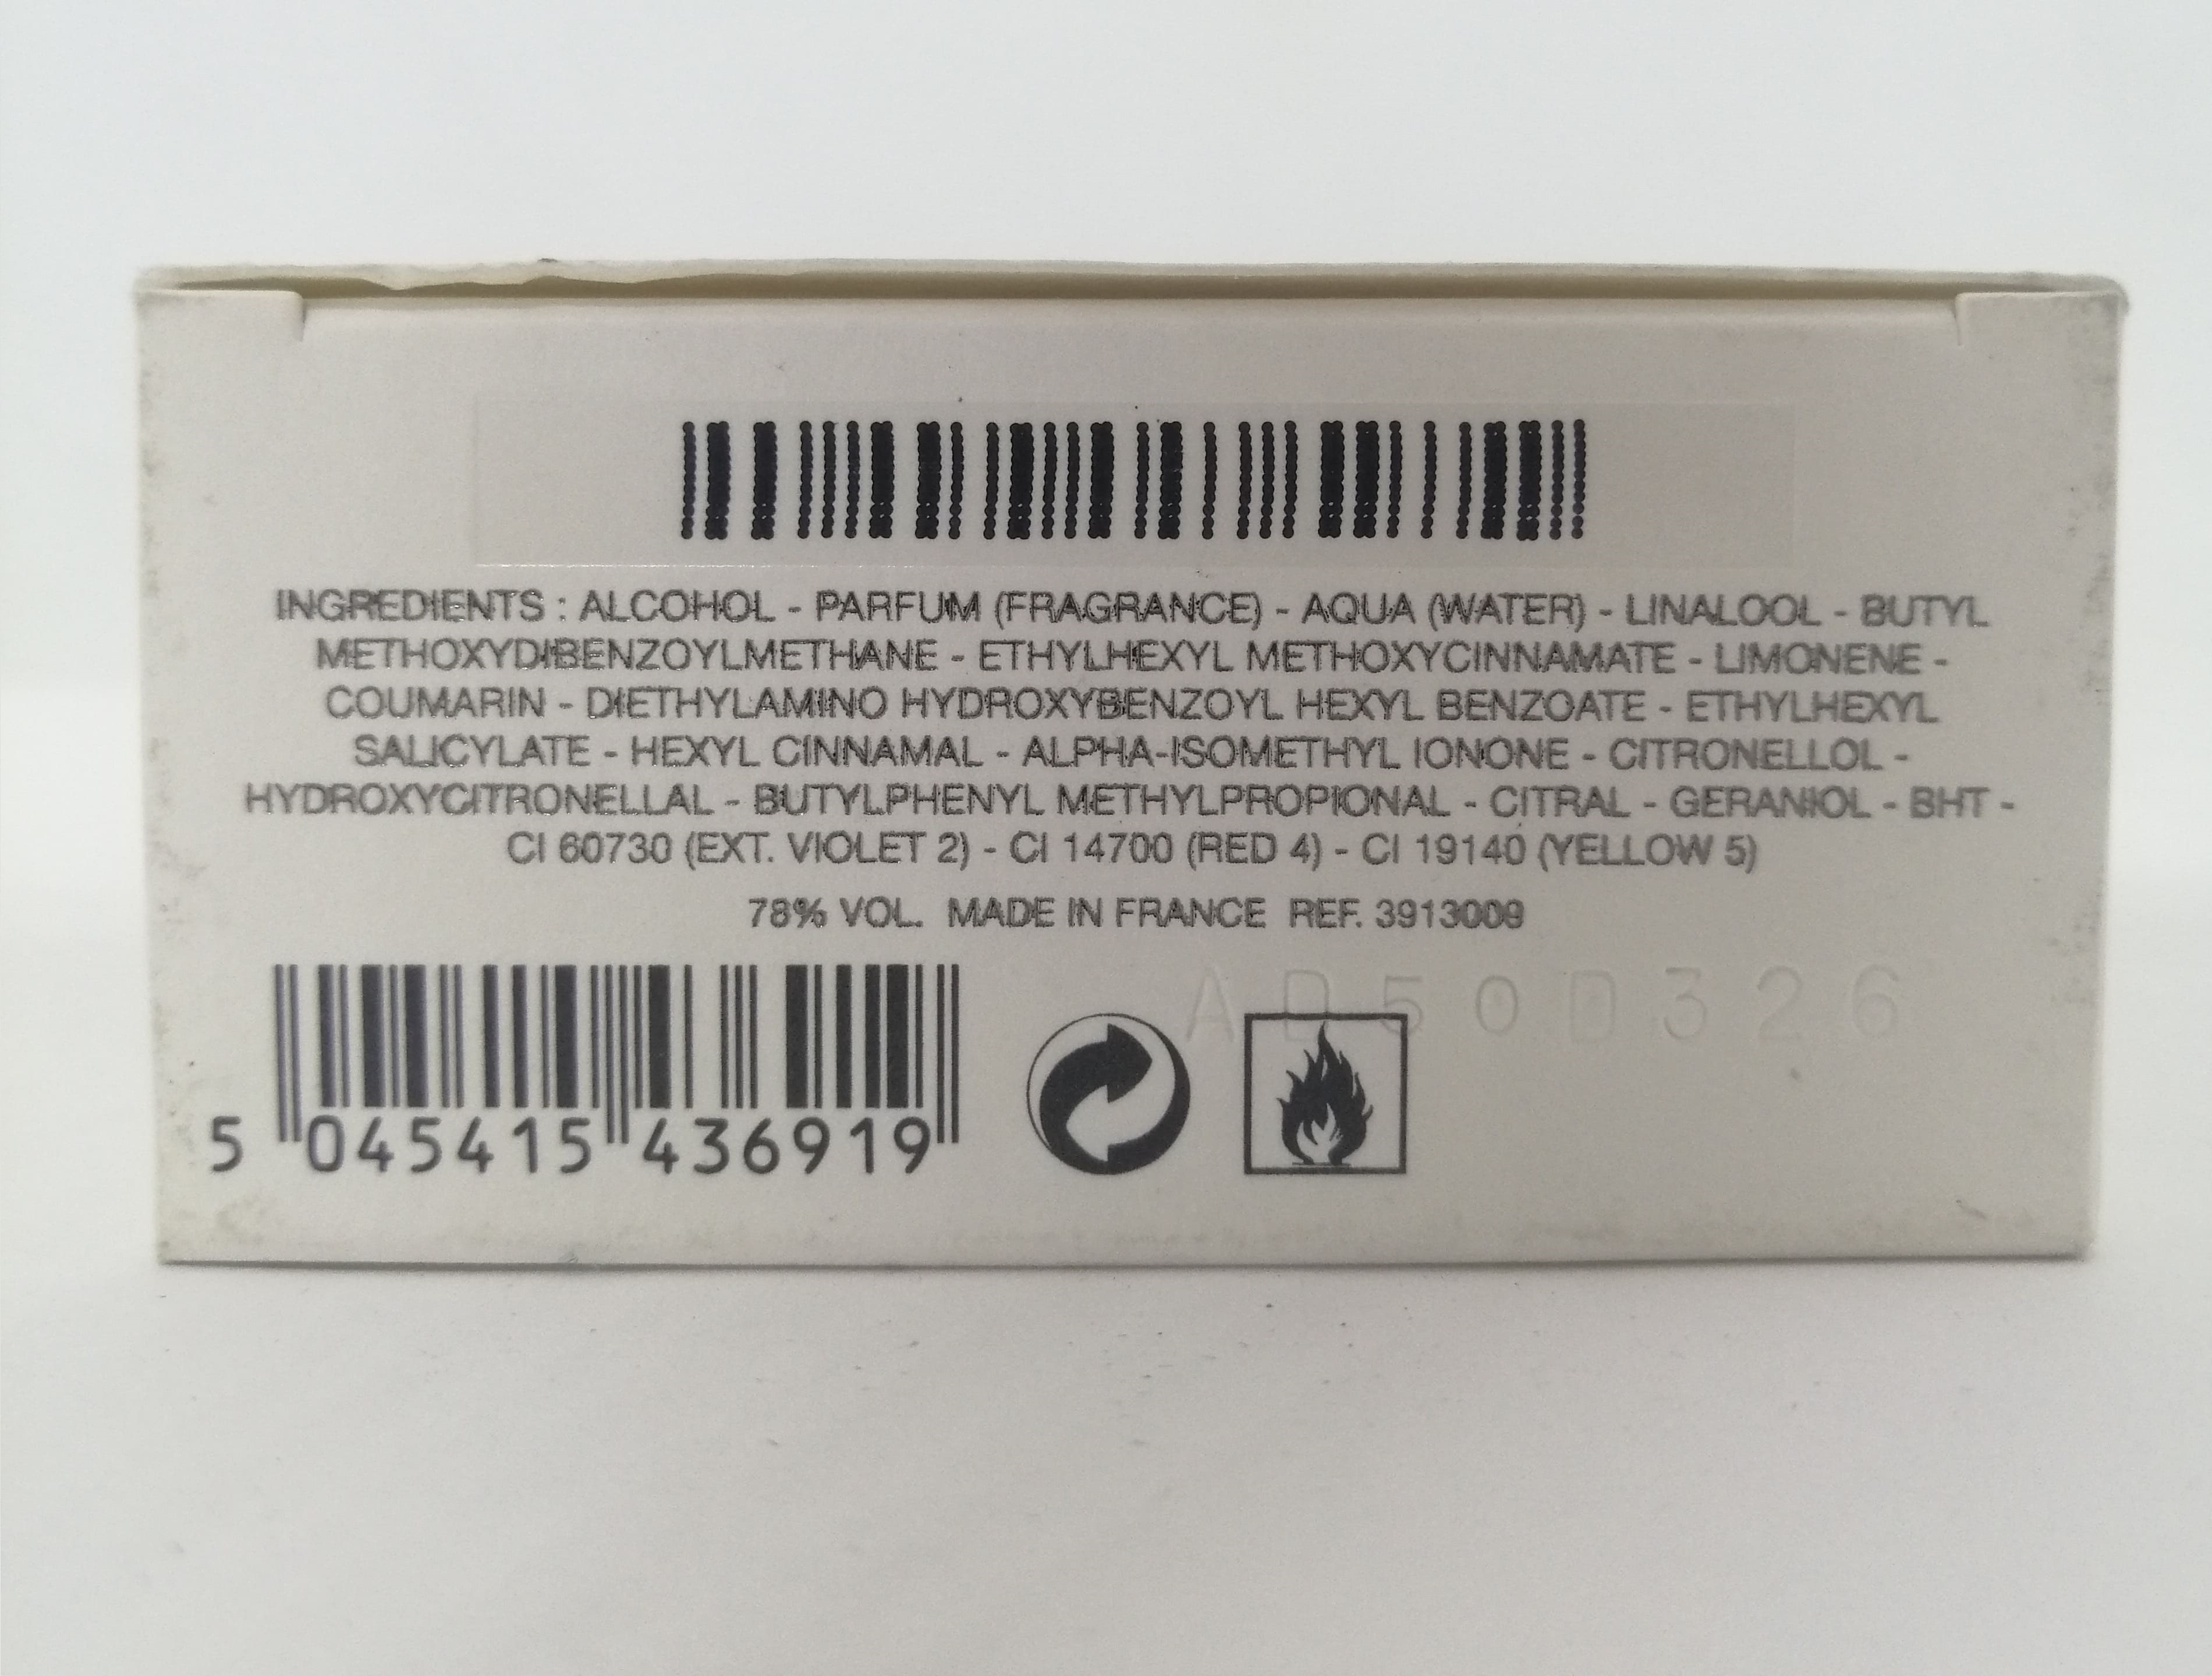 INGREDIENTS : ALCOHOL - PARFUM (FRAGRANCE) - AQUA (WATER) - LINALOOL - BUTYL
METHOXYDIBENZOYLMETHANE - ETHYLHEXYL METHOXYCINNAMATE - LIMONENE -
COUMARIN - DIETHYLAMINO HYDROXYBENZOYL HEXYL BENZOATE - ETHYLHEXYL
SALICYLATE - HEXYL CINNAMAL - ALPHA-ISOMETHYL IONONE - CITRONELLOL -
HYDROXYCITRONELLAL - BUTYLPHENYL METHYLPROPIONAL - CITRAL - GERANIOL - BHT -
CI 60730 (EXT. VIOLET 2) - CI 14700 (RED 4) - CI 19140 (YELLOW 5)
78% VOL. MADE IN FRANCE REF. 3913009
AD50D326
5 045415 436919